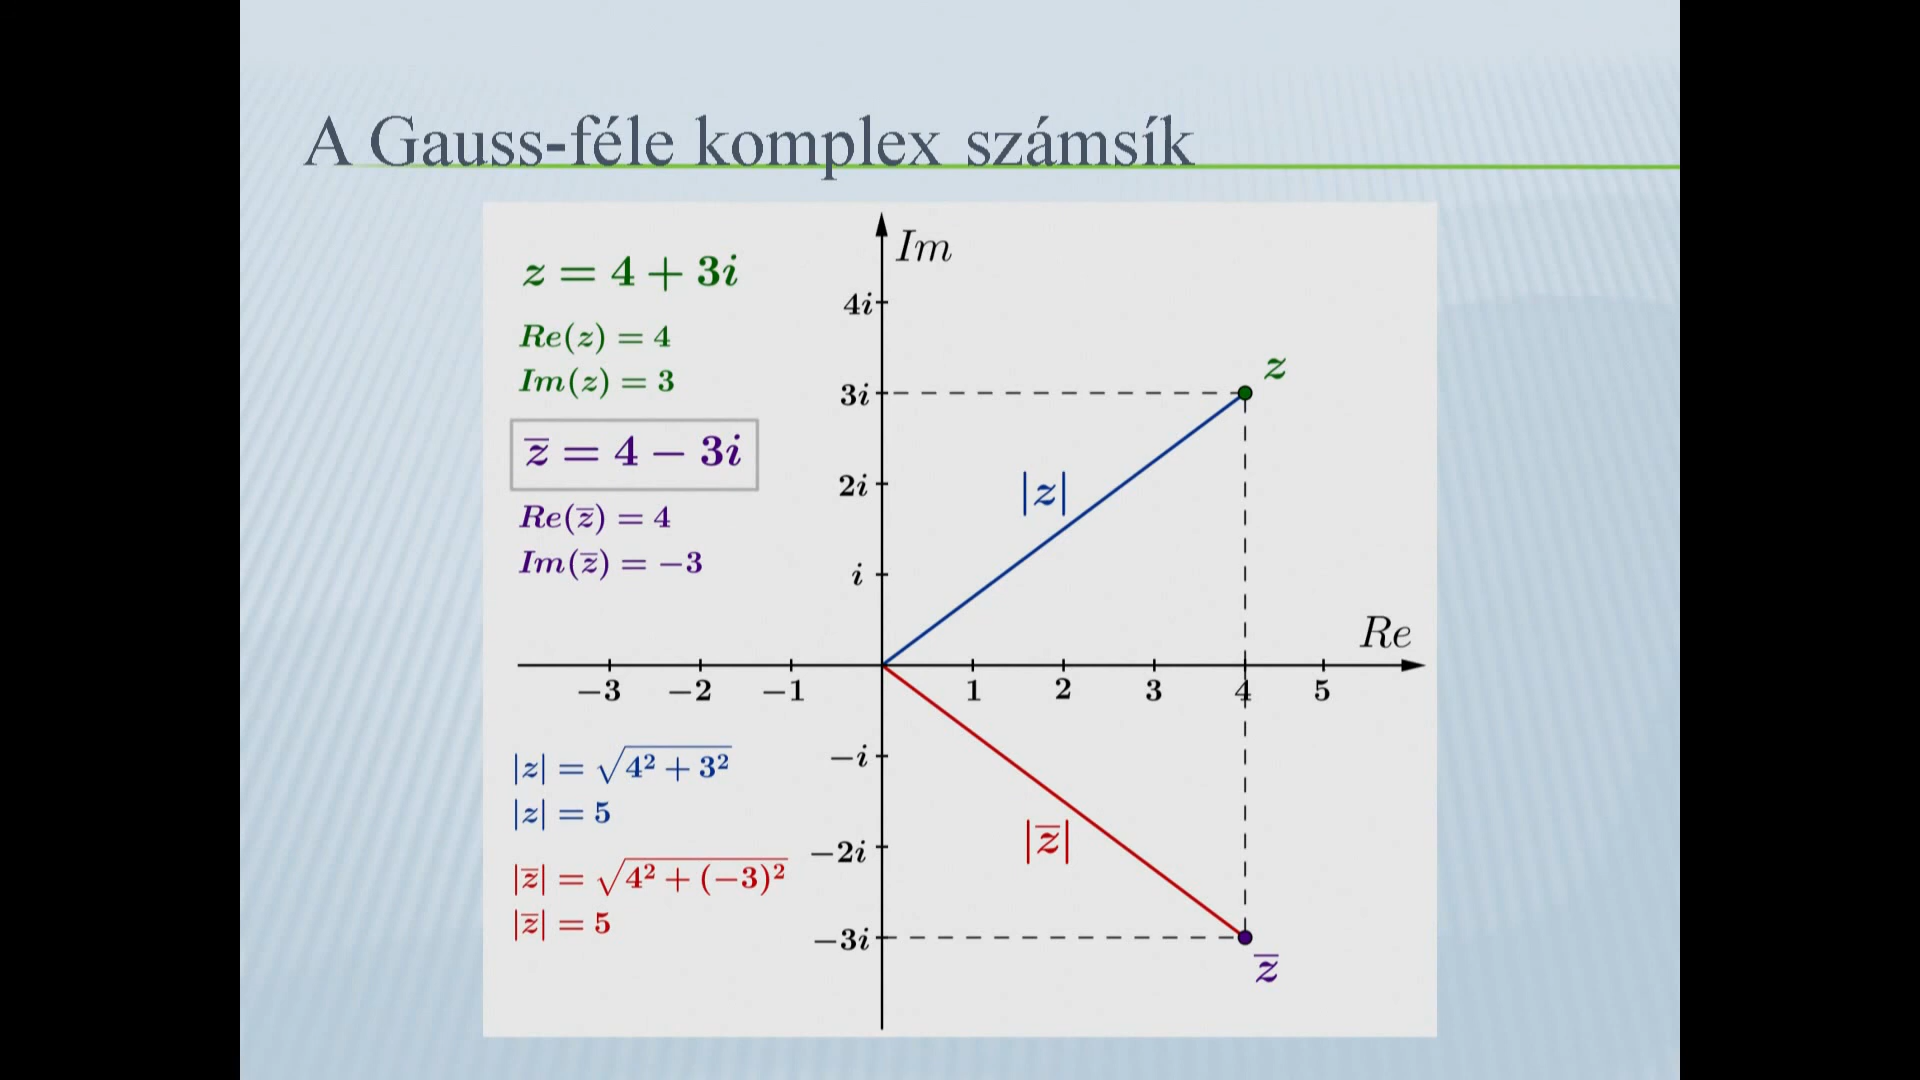 A Gauss-féle komplex számsík
z = 4 + 3i
Re(z) = 4
Im(z) = 3
z̅ = 4 − 3i
Re(z̅) = 4
Im(z̅) = −3
|z| = √4² + 3²
|z| = 5
|z̅| = √4² + (−3)²
|z̅| = 5
Im
4i
3i
2i
i
−i
−2i
−3i
z
|z|
Re
−3 −2 −1 1 2 3 4 5
|z̅|
z̅